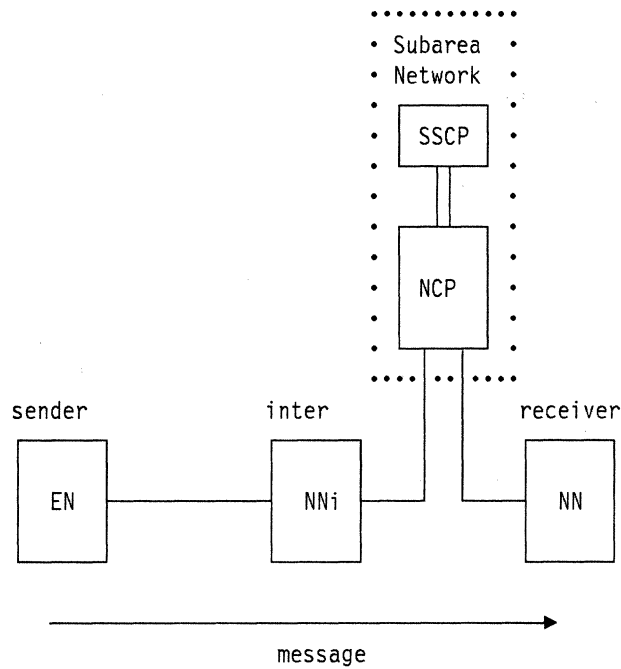 Subarea
Network
SSCP
NCP
sender
inter
receiver
EN
NNi
NN
message